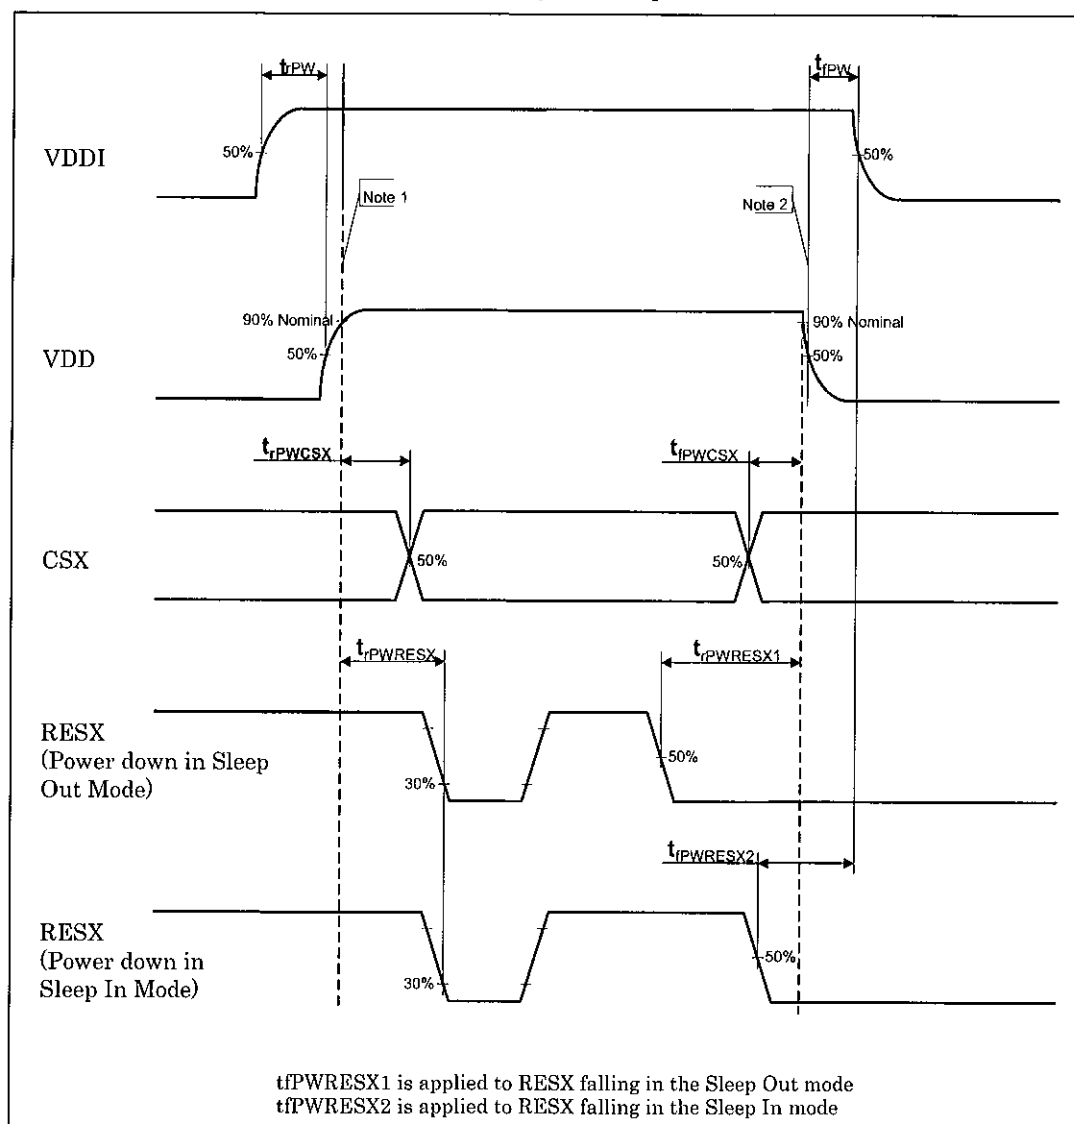 trPW
tfPW
VDDI
50%
50%
Note 1
Note 2
90% Nominal
90% Nominal
VDD
50%
50%
trPWCSX
tfPWCSX
CSX
50%
50%
trPWRESX
trPWRESX1
RESX
(Power down in Sleep
Out Mode)
50%
30%
tfPWRESX2
RESX
(Power down in
Sleep In Mode)
50%
30%
tfPWRESX1 is applied to RESX falling in the Sleep Out mode
tfPWRESX2 is applied to RESX falling in the Sleep In mode